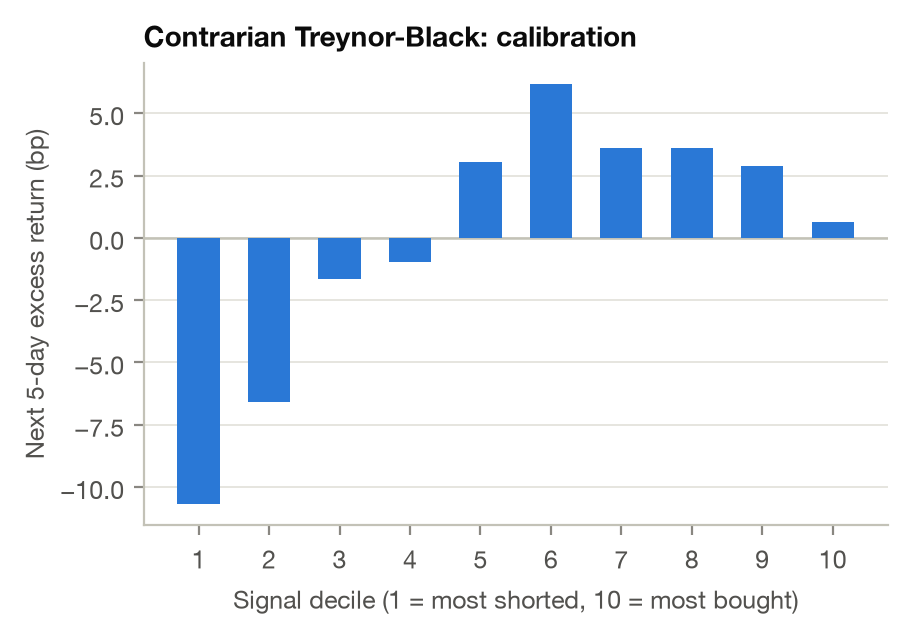 Contrarian Treynor-Black: calibration
Next 5-day excess return (bp)
5.0
2.5
0.0
−2.5
−5.0
−7.5
−10.0
1 2 3 4 5 6 7 8 9 10
Signal decile (1 = most shorted, 10 = most bought)